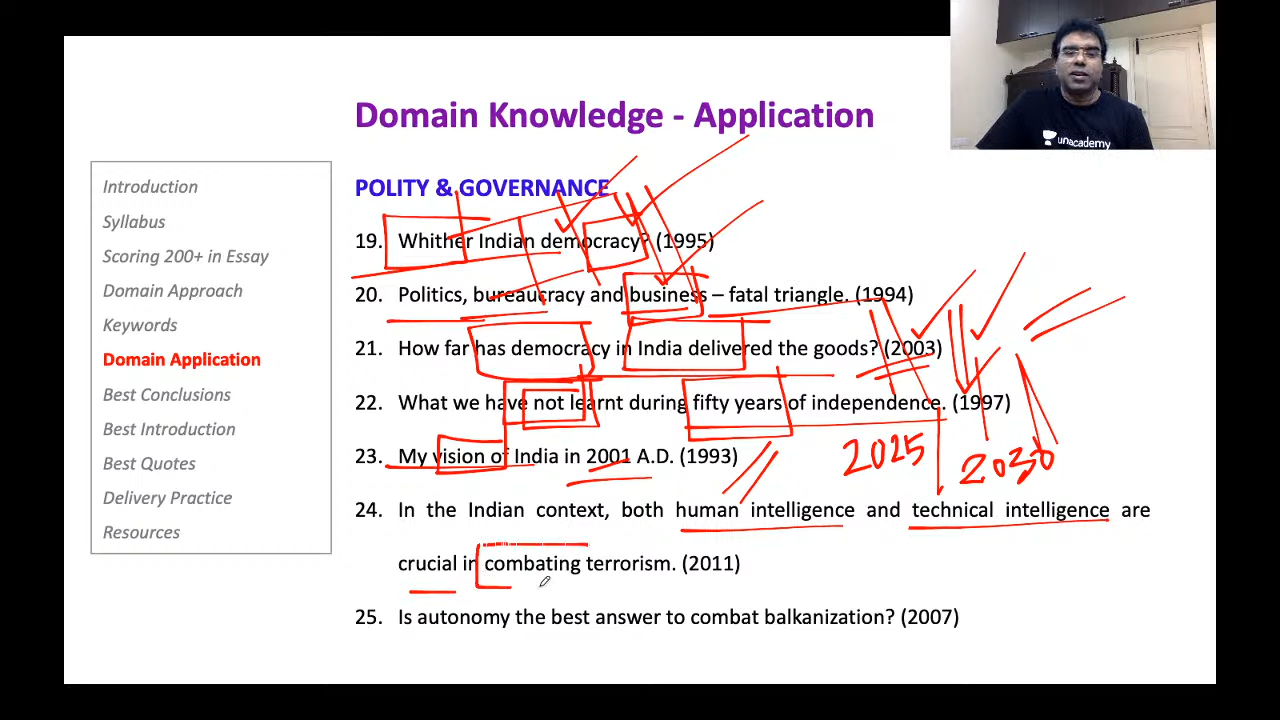 unacademy
Domain Knowledge - Application
Introduction
Syllabus
Scoring 200+ in Essay
Domain Approach
Keywords
Domain Application
Best Conclusions
Best Introduction
Best Quotes
Delivery Practice
Resources
POLITY & GOVERNANCE
19. Whither Indian democracy? (1995)
20. Politics, bureaucracy and business – fatal triangle. (1994)
21. How far has democracy in India delivered the goods? (2003)
22. What we have not learnt during fifty years of independence. (1997)
23. My vision of India in 2001 A.D. (1993)
2025
2030
24. In the Indian context, both human intelligence and technical intelligence are
crucial in combating terrorism. (2011)
25. Is autonomy the best answer to combat balkanization? (2007)